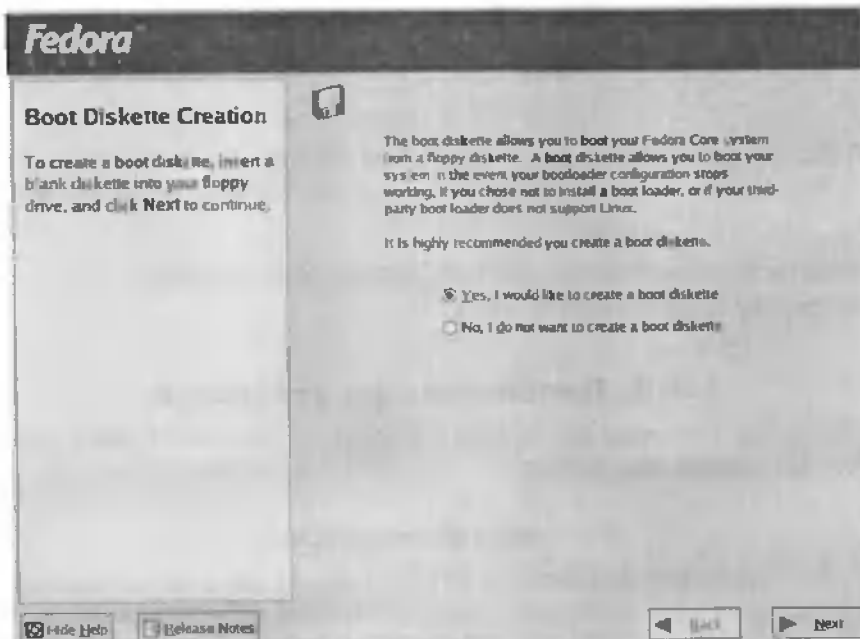 Fedora
Boot Diskette Creation
To create a boot diskette, insert a
blank diskette into your floppy
drive, and click Next to continue.
The boot diskette allows you to boot your Fedora Core system
from a floppy diskette. A boot diskette allows you to boot your
system in the event your bootloader configuration stops
working, if you chose not to install a boot loader, or if your third-
party boot loader does not support Linux.
It is highly recommended you create a boot diskette.
Yes, I would like to create a boot diskette
No, I do not want to create a boot diskette
Hide Help
Release Notes
Back
Next